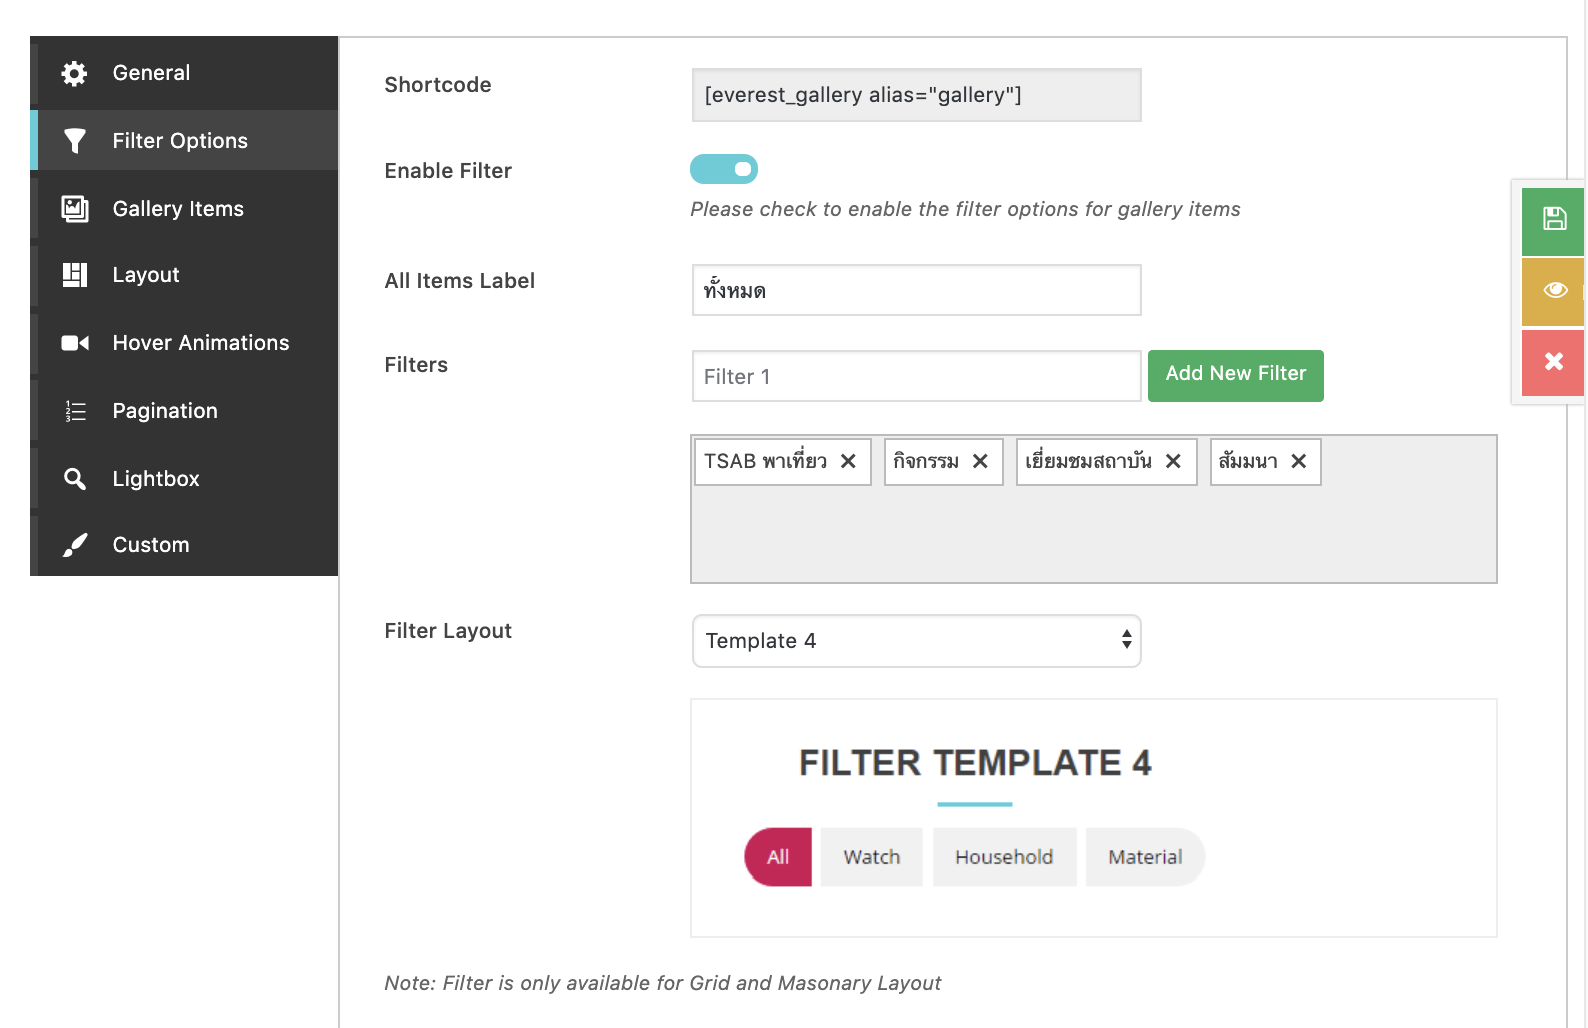 General
Filter Options
Gallery Items
Layout
Hover Animations
Pagination
Lightbox
Custom
Shortcode
[everest_gallery alias="gallery"]
Enable Filter
Please check to enable the filter options for gallery items
All Items Label
ทั้งหมด
Filters
Filter 1
Add New Filter
TSAB พาเที่ยว ✕ กิจกรรม ✕ เยี่ยมชมสถาบัน ✕ สัมมนา ✕
Filter Layout
Template 4
FILTER TEMPLATE 4
All Watch Household Material
Note: Filter is only available for Grid and Masonary Layout